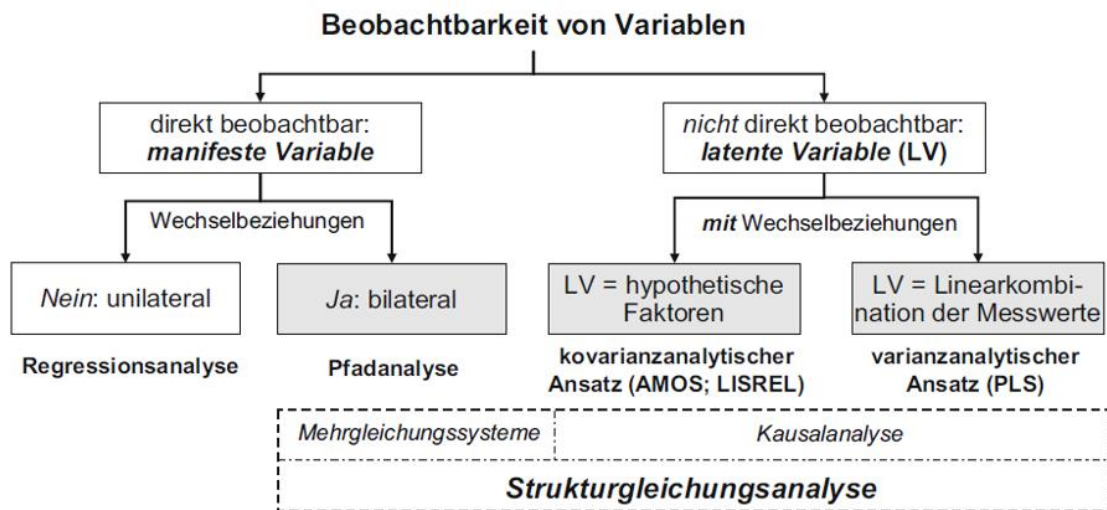 Beobachtbarkeit von Variablen
direkt beobachtbar:
manifeste Variable
nicht direkt beobachtbar:
latente Variable (LV)
Wechselbeziehungen
mit Wechselbeziehungen
Nein: unilateral
Ja: bilateral
LV = hypothetische
Faktoren
LV = Linearkombi-
nation der Messwerte
Regressionsanalyse
Pfadanalyse
kovarianzanalytischer
Ansatz (AMOS; LISREL)
varianzanalytischer
Ansatz (PLS)
Mehrgleichungssysteme
Kausalanalyse
Strukturgleichungsanalyse